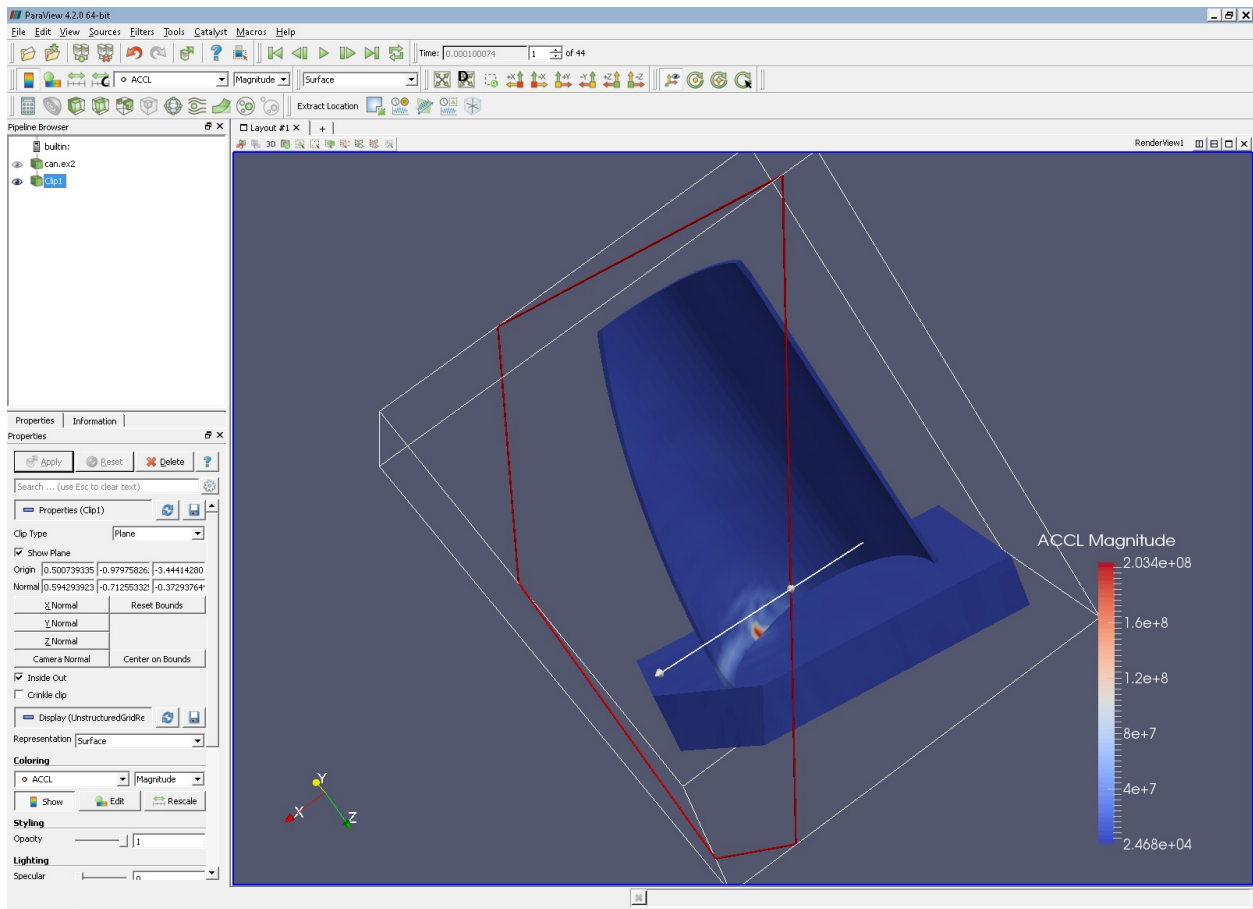 ParaView 4.2.0 64-bit
File Edit View Sources Filters Tools Catalyst Macros Help
Time: 0.000100074 1 of 44
ACCL Magnitude Surface
Extract Location
Pipeline Browser
Layout #1
3D RenderView1
builtin:
can.ex2
Clip1
Properties Information
Properties
Apply Reset Delete ?
Search ... (use Esc to clear text)
Properties (Clip1)
Clip Type Plane
Show Plane
Origin 0.500739335 -0.97975826 -3.44414280
Normal 0.594293923 -0.7125533 -0.3729376
X Normal Reset Bounds
Y Normal
Z Normal
Camera Normal Center on Bounds
Inside Out
Crinkle clip
Display (UnstructuredGridRe
Representation Surface
Coloring
ACCL Magnitude
Show Edit Rescale
Styling
Opacity 1
Lighting
Specular 0
ACCL Magnitude
2.034e+08
1.6e+8
1.2e+8
8e+7
4e+7
2.468e+04
Y
X
Z